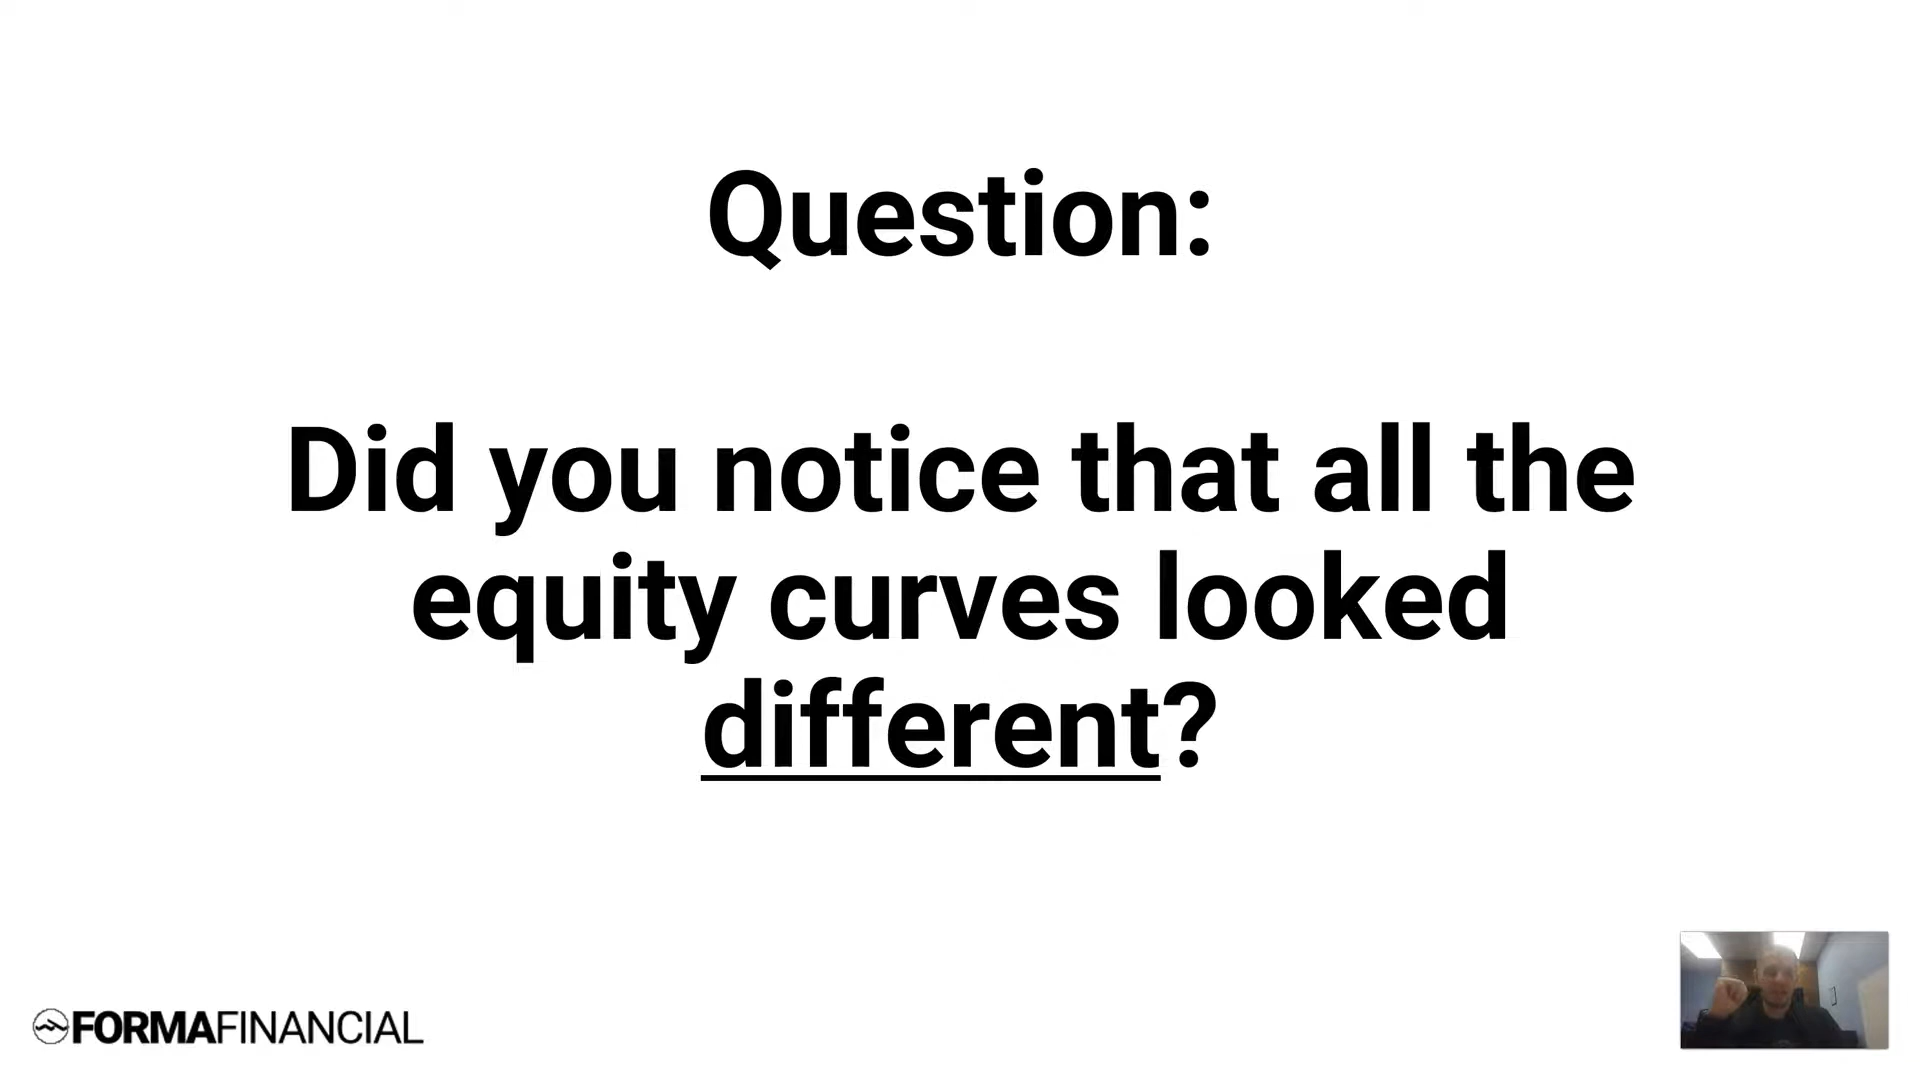 Question:
Did you notice that all the
equity curves looked
different?
FORMAFINANCIAL